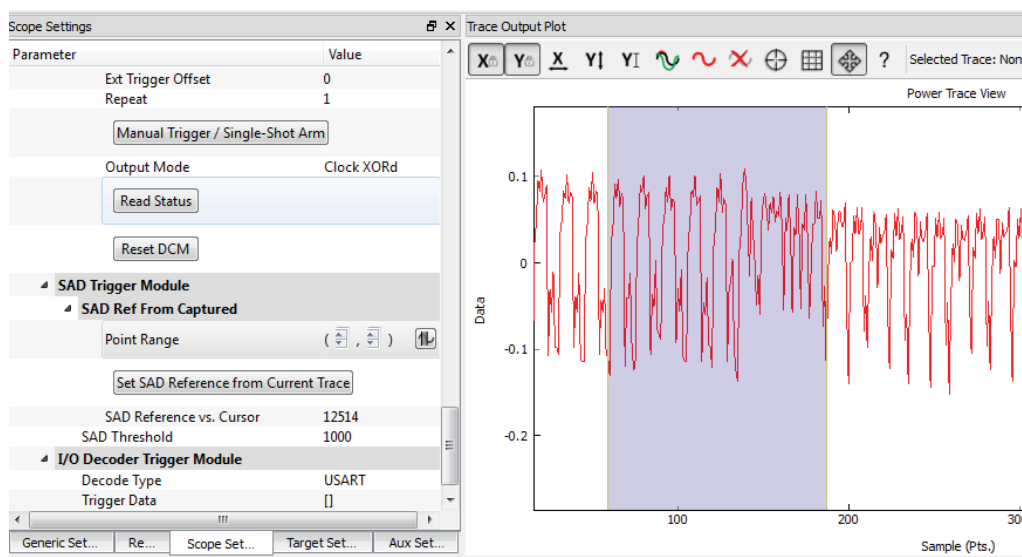 Scope Settings
Parameter Value
Ext Trigger Offset 0
Repeat 1
Manual Trigger / Single-Shot Arm
Output Mode Clock XORd
Read Status
Reset DCM
SAD Trigger Module
SAD Ref From Captured
Point Range ( , )
Set SAD Reference from Current Trace
SAD Reference vs. Cursor 12514
SAD Threshold 1000
I/O Decoder Trigger Module
Decode Type USART
Trigger Data []
Generic Set... Re... Scope Set... Target Set... Aux Set...
Trace Output Plot
X Y X Y Y ? Selected Trace: Non
Power Trace View
0.1
0
-0.1
-0.2
Data
100 200 30
Sample (Pts.)